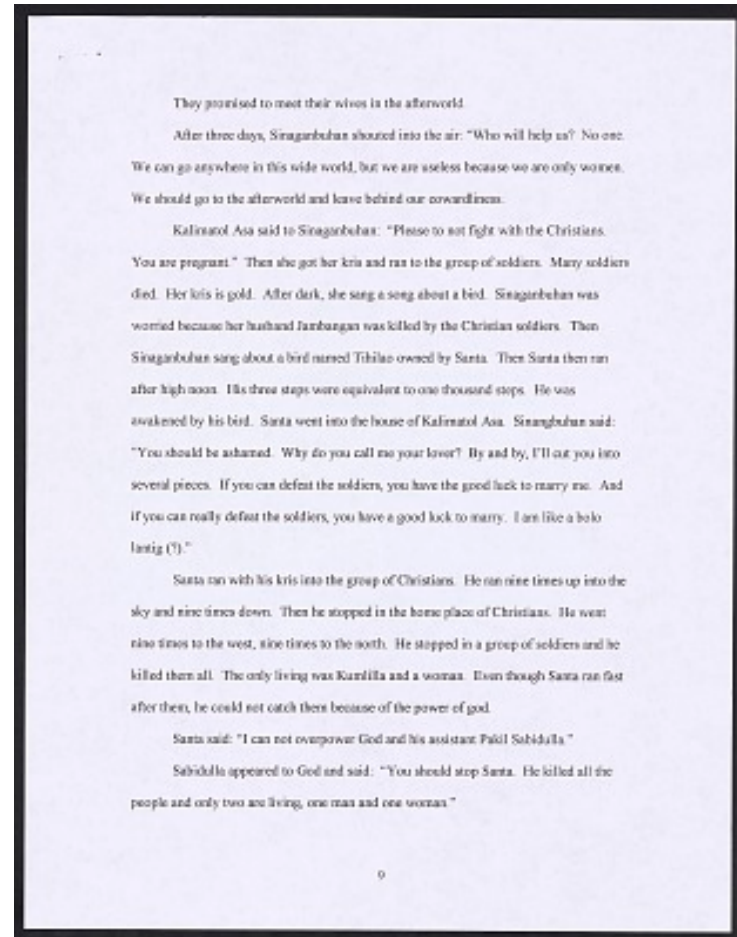 They promised to meet their wives in the afterworld.
After three days, Sinaganbuhan shouted into the air: "Who will help us? No one.
We can go anywhere in this wide world, but we are useless because we are only women.
We should go to the afterworld and leave behind our cowardliness.
Kalimatol Asa said to Sinaganbuhan: "Please to not fight with the Christians.
You are pregnant." Then she got her kris and ran to the group of soldiers. Many soldiers
died. Her kris is gold. After dark, she sang a song about a bird. Sinaganbuhan was
worried because her husband Jambangan was killed by the Christian soldiers. Then
Sinaganbuhan sang about a bird named Tihilao owned by Santa. Then Santa then ran
after high noon. His three steps were equivalent to one thousand steps. He was
awakened by his bird. Santa went into the house of Kalimatol Asa. Sinangbuhan said:
"You should be ashamed. Why do you call me your lover? By and by, I'll cut you into
several pieces. If you can defeat the soldiers, you have the good luck to marry me. And
if you can really defeat the soldiers, you have a good luck to marry. I am like a bolo
lantig (?)."
Santa ran with his kris into the group of Christians. He ran nine times up into the
sky and nine times down. Then he stopped in the home place of Christians. He went
nine times to the west, nine times to the north. He stopped in a group of soldiers and he
killed them all. The only living was Kumlilla and a woman. Even though Santa ran fast
after them, he could not catch them because of the power of god.
Santa said: "I can not overpower God and his assistant Pakil Sabidulla."
Sabidulla appeared to God and said: "You should stop Santa. He killed all the
people and only two are living, one man and one woman."
9